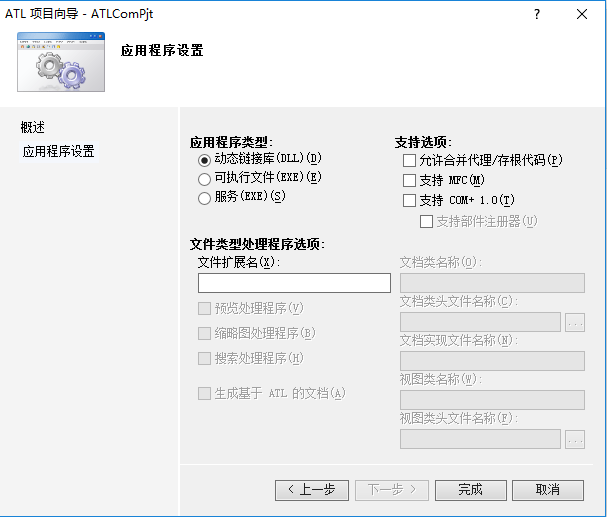 ATL 项目向导 - ATLComPjt
应用程序设置
概述
应用程序设置
应用程序类型:
动态链接库(DLL)(D)
可执行文件(EXE)(E)
服务(EXE)(S)
支持选项:
允许合并代理/存根代码(P)
支持 MFC(M)
支持 COM+ 1.0(T)
支持部件注册器(U)
文件类型处理程序选项:
文件扩展名(X):
预览处理程序(V)
缩略图处理程序(B)
搜索处理程序(H)
生成基于 ATL 的文档(A)
文档类名称(O):
文档类头文件名称(C):
...
文档实现文件名称(N):
视图类名称(W):
视图类头文件名称(F):
...
< 上一步
下一步 >
完成
取消